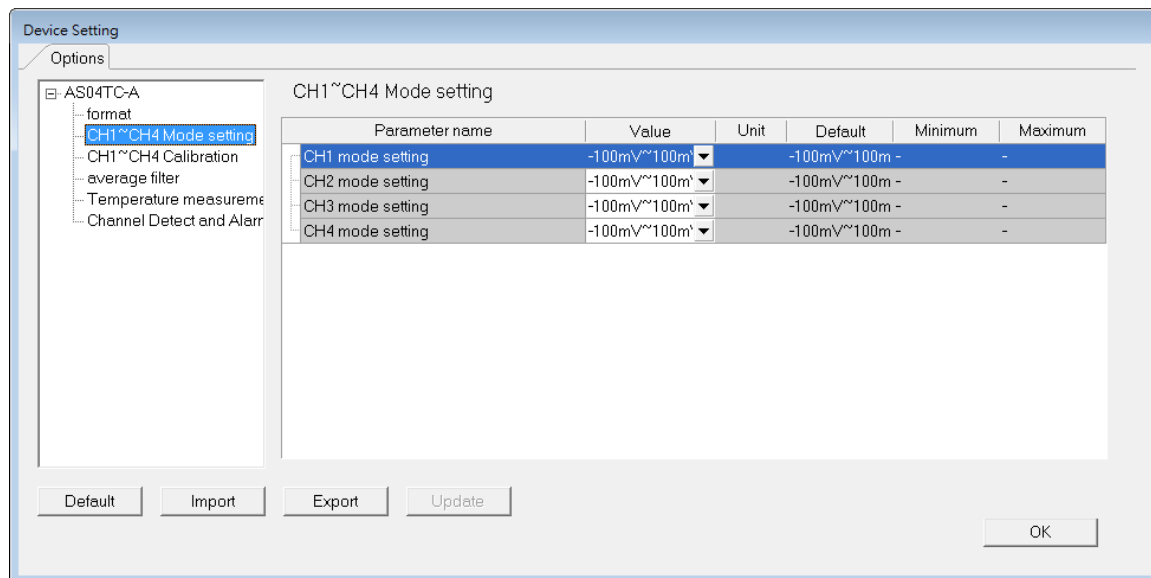 Device Setting
Options
AS04TC-A
format
CH1~CH4 Mode setting
CH1~CH4 Calibration
average filter
Temperature measureme
Channel Detect and Alarr
CH1~CH4 Mode setting
Parameter name Value Unit Default Minimum Maximum
CH1 mode setting -100mV~100m\ -100mV~100m - -
CH2 mode setting -100mV~100m\ -100mV~100m - -
CH3 mode setting -100mV~100m\ -100mV~100m - -
CH4 mode setting -100mV~100m\ -100mV~100m - -
Default Import Export Update
OK